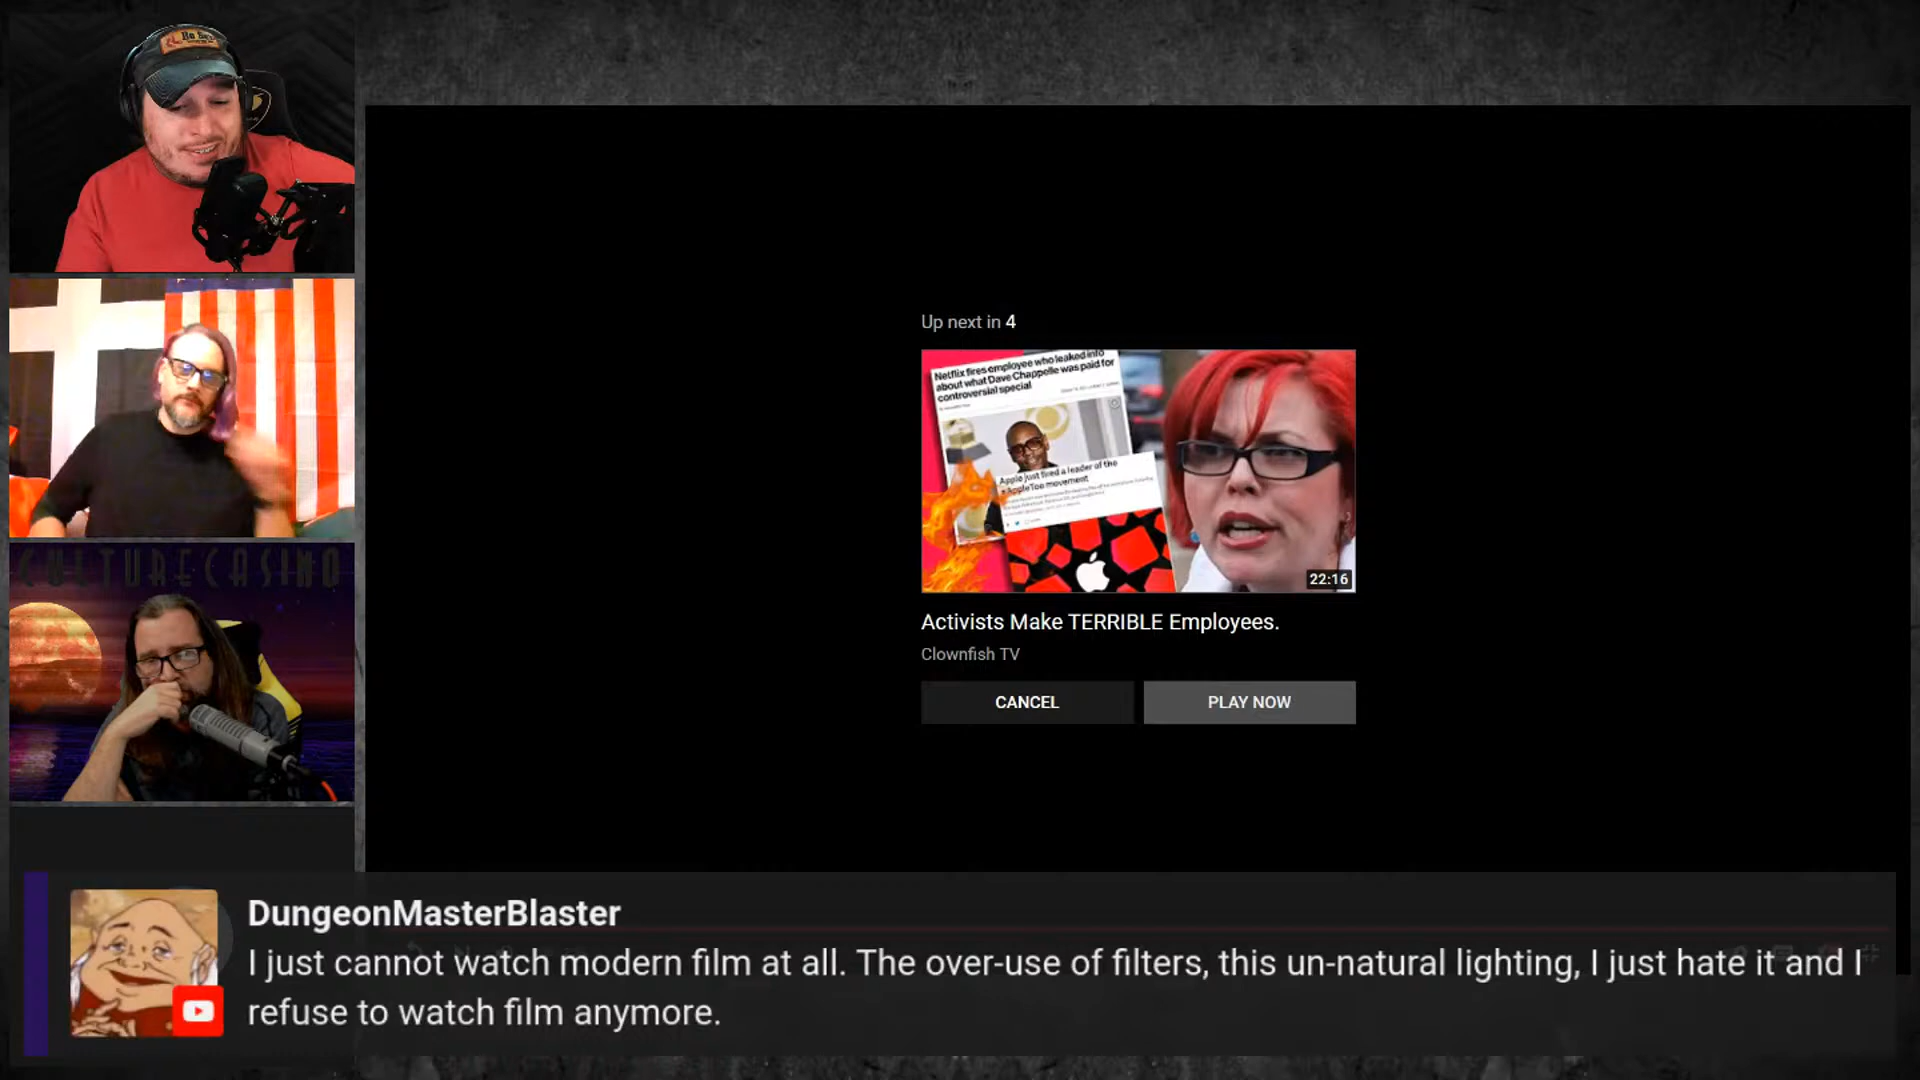 CULTURECASINO
Up next in 4
Netflix fires employee who leaked info
about what Dave Chappelle was paid for
controversial special
Apple just fired a leader of the
#AppleToo movement
22:16
Activists Make TERRIBLE Employees.
Clownfish TV
CANCEL
PLAY NOW
DungeonMasterBlaster
I just cannot watch modern film at all. The over-use of filters, this un-natural lighting, I just hate it and I
refuse to watch film anymore.